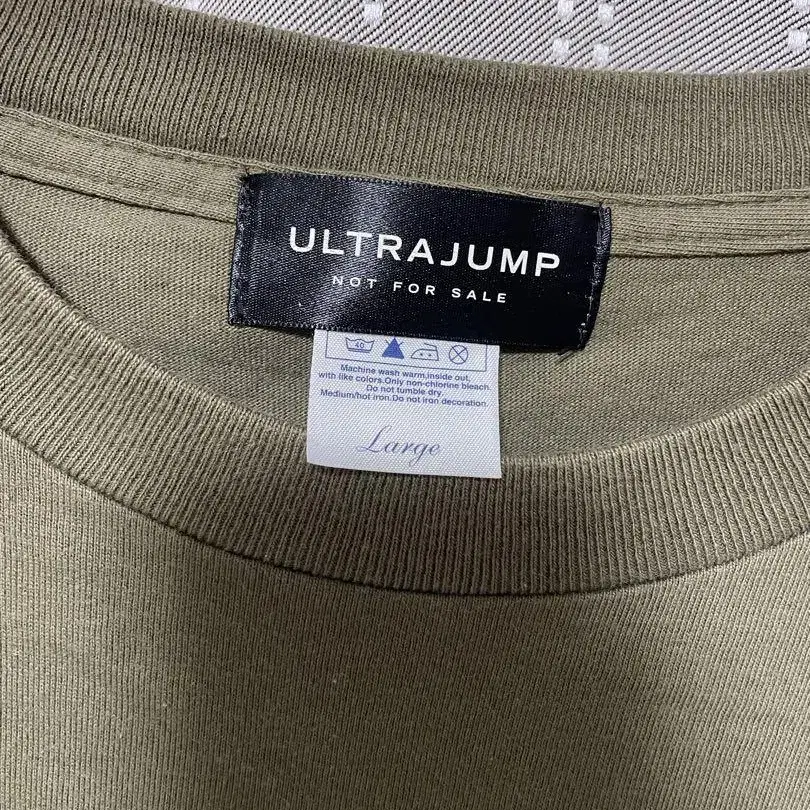 ULTRAJUMP
NOT FOR SALE
40
Machine wash warm.inside out,
with like colors.Only non-chlorine bleach.
Do not tumble dry.
Medium/hot iron.Do not iron decoration.
Large